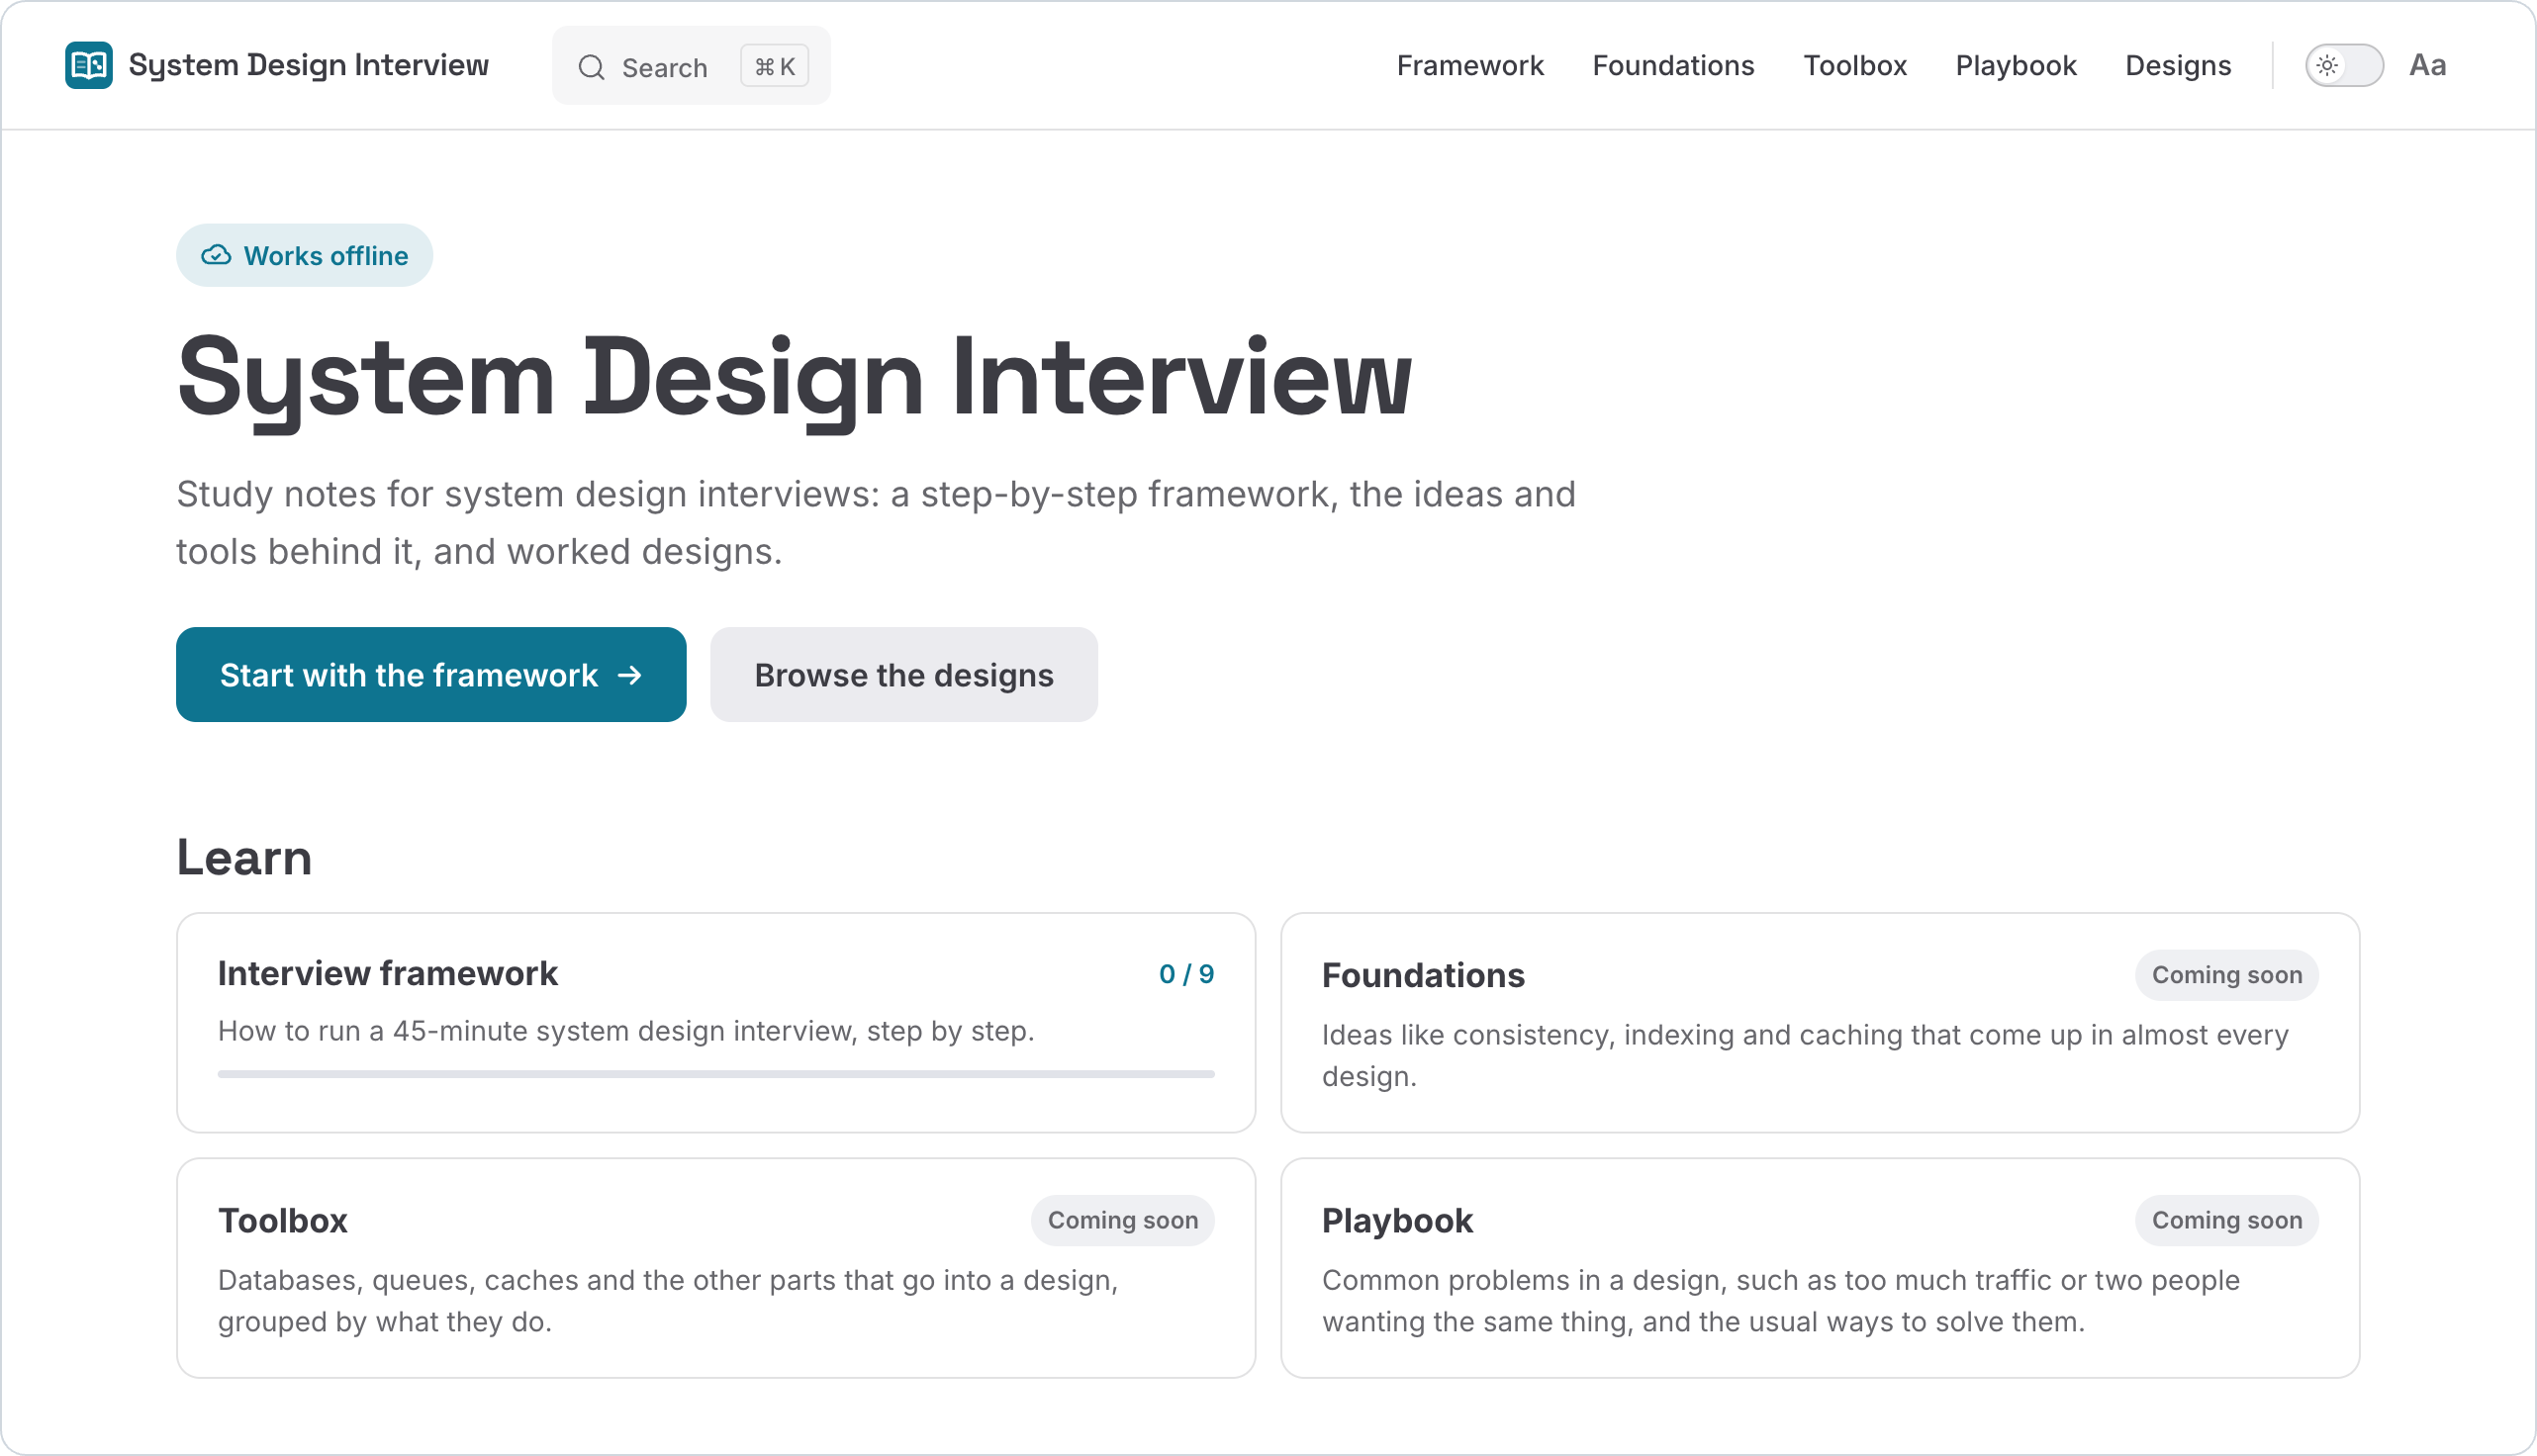 System Design Interview
Search
⌘ K
Framework
Foundations
Toolbox
Playbook
Designs
Aa
Works offline
System Design Interview
Study notes for system design interviews: a step-by-step framework, the ideas and
tools behind it, and worked designs.
Start with the framework →
Browse the designs
Learn
Interview framework
0 / 9
How to run a 45-minute system design interview, step by step.
Foundations
Coming soon
Ideas like consistency, indexing and caching that come up in almost every
design.
Toolbox
Coming soon
Databases, queues, caches and the other parts that go into a design,
grouped by what they do.
Playbook
Coming soon
Common problems in a design, such as too much traffic or two people
wanting the same thing, and the usual ways to solve them.